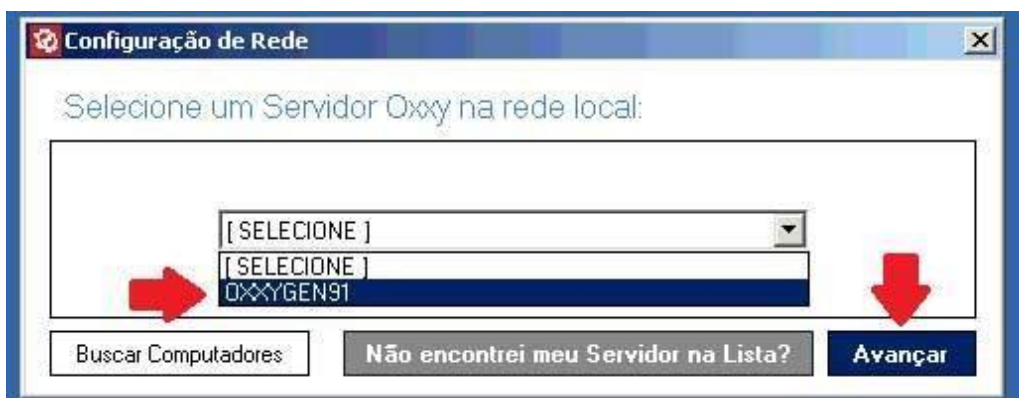 Configuração de Rede
Selecione um Servidor Oxxy na rede local:
[ SELECIONE ]
[ SELECIONE ]
OXXYGEN91
Buscar Computadores Não encontrei meu Servidor na Lista? Avançar